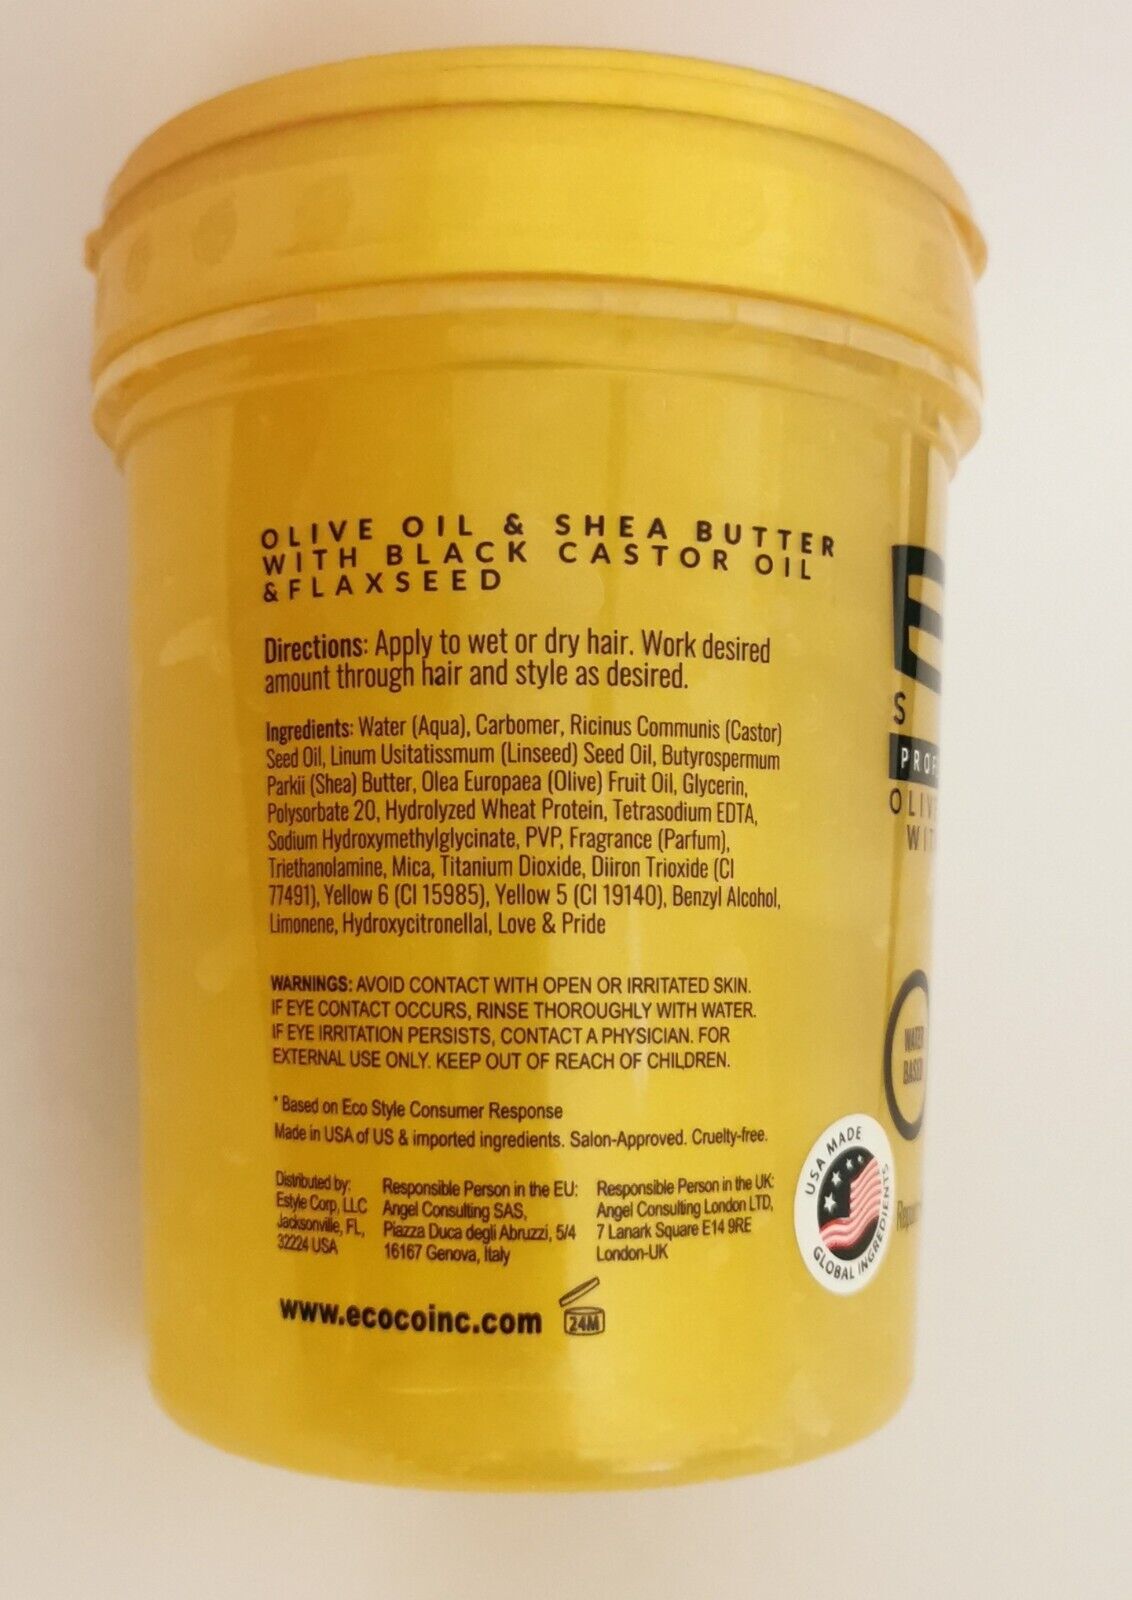 OLIVE OIL & SHEA BUTTER
WITH BLACK CASTOR OIL
& FLAXSEED
Directions: Apply to wet or dry hair. Work desired
amount through hair and style as desired.
Ingredients: Water (Aqua), Carbomer, Ricinus Communis (Castor)
Seed Oil, Linum Usitatissmum (Linseed) Seed Oil, Butyrospermum
Parkii (Shea) Butter, Olea Europaea (Olive) Fruit Oil, Glycerin,
Polysorbate 20, Hydrolyzed Wheat Protein, Tetrasodium EDTA,
Sodium Hydroxymethylglycinate, PVP, Fragrance (Parfum),
Triethanolamine, Mica, Titanium Dioxide, Diiron Trioxide (CI
77491), Yellow 6 (CI 15985), Yellow 5 (CI 19140), Benzyl Alcohol,
Limonene, Hydroxycitronellal, Love & Pride
WARNINGS: AVOID CONTACT WITH OPEN OR IRRITATED SKIN.
IF EYE CONTACT OCCURS, RINSE THOROUGHLY WITH WATER.
IF EYE IRRITATION PERSISTS, CONTACT A PHYSICIAN. FOR
EXTERNAL USE ONLY. KEEP OUT OF REACH OF CHILDREN.
* Based on Eco Style Consumer Response
Made in USA of US & imported ingredients. Salon-Approved. Cruelty-free.
Distributed by:
Estyle Corp, LLC
Jacksonville, FL,
32224 USA
Responsible Person in the EU:
Angel Consulting SAS,
Piazza Duca degli Abruzzi, 5/4
16167 Genova, Italy
Responsible Person in the UK:
Angel Consulting London LTD,
7 Lanark Square E14 9RE
London-UK
www.ecocoinc.com
24M
E
S
PROF
OLIV
WIT
WATER
BASED
USA MADE
GLOBAL INGREDIENTS